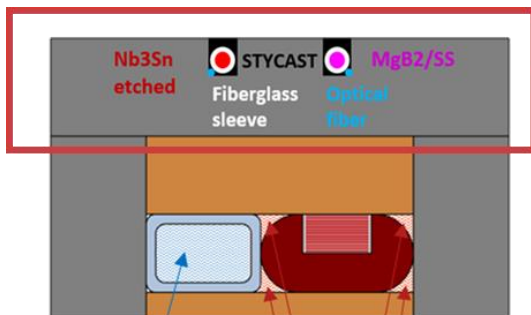 Nb3Sn etched
STYCAST
MgB2/SS
Fiberglass sleeve
Optical fiber